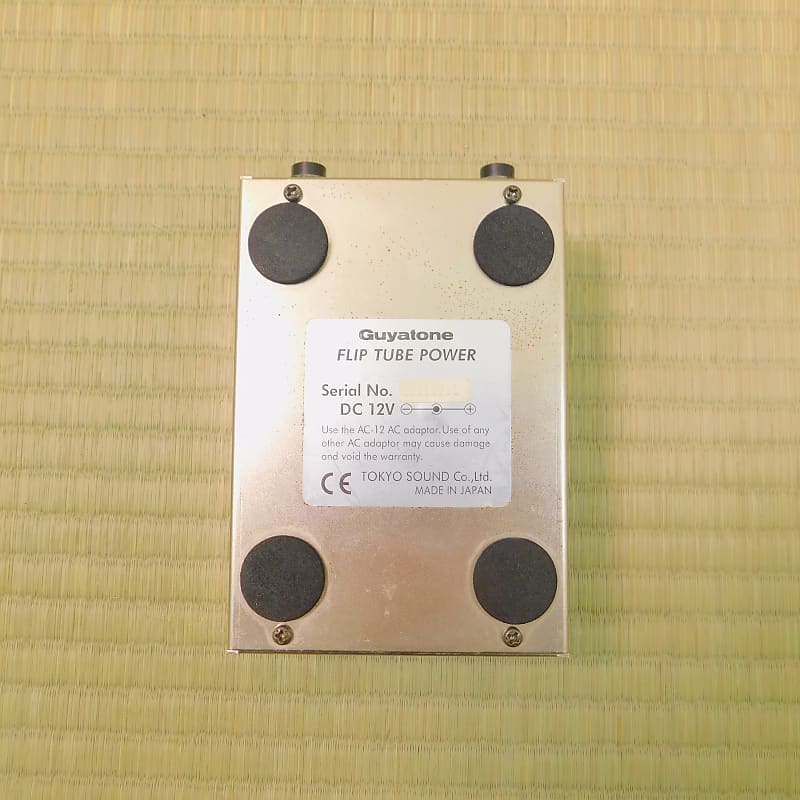 Guyatone
FLIP TUBE POWER
Serial No.
DC 12V
Use the AC-12 AC adaptor. Use of any
other AC adaptor may cause damage
and void the warranty.
CE TOKYO SOUND Co.,Ltd.
MADE IN JAPAN